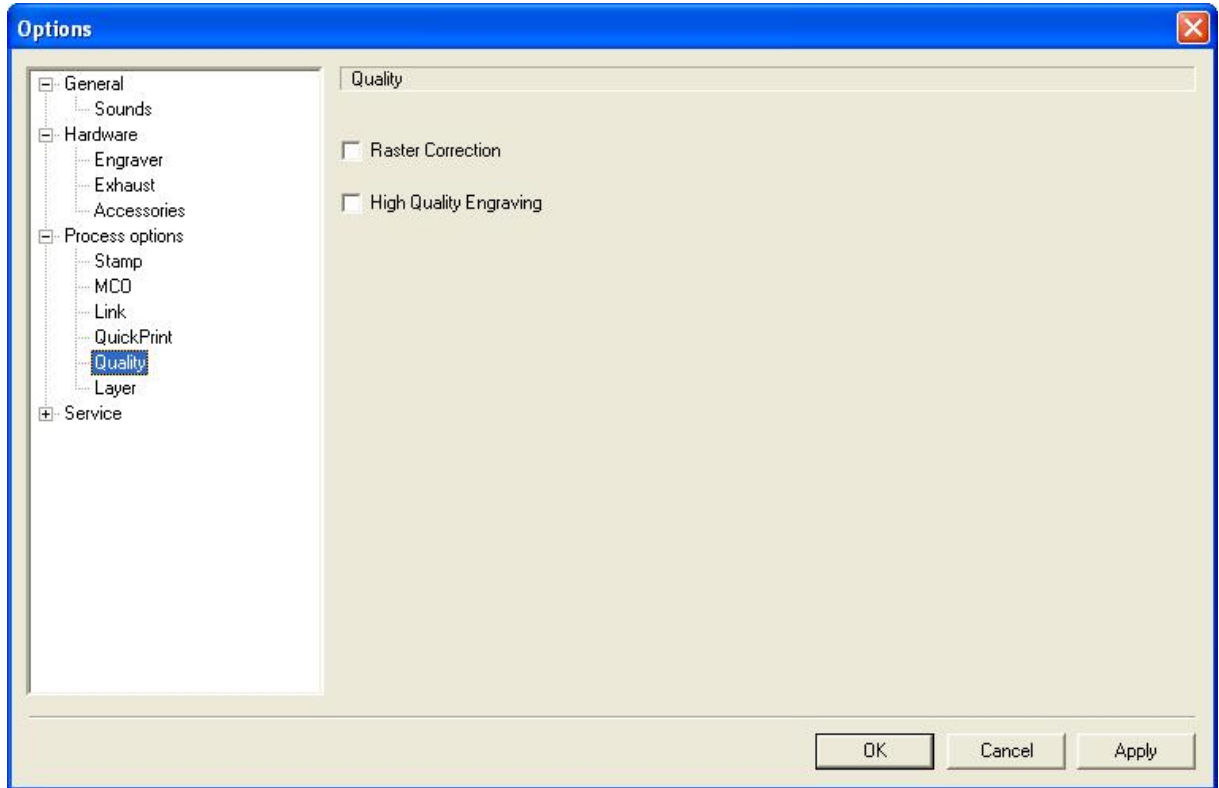 Options
General
Sounds
Hardware
Engraver
Exhaust
Accessories
Process options
Stamp
MCO
Link
QuickPrint
Quality
Layer
Service
Quality
Raster Correction
High Quality Engraving
OK
Cancel
Apply